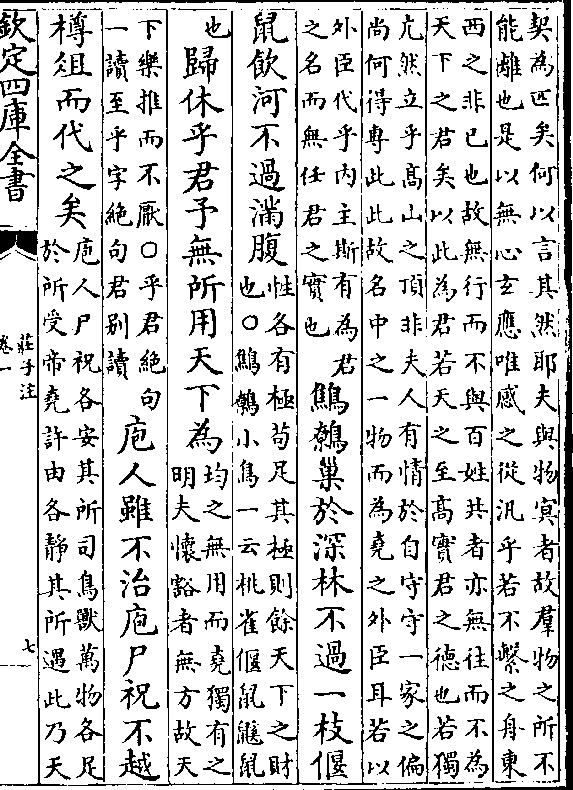 契為匹矣何以言其然耶夫與物冥者故羣物之所不
能離也是以無心玄應唯感之從汎乎若不繫之舟東
西之非已也故無行而不與百姓共者亦無往而不為
天下之君矣以此為君若天之至高實君之德也若獨
亢然立乎高山之頂非夫人有情於自守守一家之偏
尚何得專此此故名中之一物而為堯之外臣耳若以
外臣代乎内主斯有為君
之名而無任君之實也
鷦鷯巢於深林不過一枝偃
鼠飲河不過滿腹
性各有極苟足其極則餘天下之財
也○鷦鷯小鳥一云桃雀偃鼠鼴鼠
也
歸休乎君予無所用天下為
均之無用而堯獨有之
明夫懷豁者無方故天
下樂推而不厭○乎君絶句
一讀至乎字絶句君别讀
庖人雖不治庖尸祝不越
樽俎而代之矣
庖人尸祝各安其所司鳥獸萬物各足
於所受帝堯許由各靜其所遇此乃天
欽定四庫全書
莊子注
卷一
七